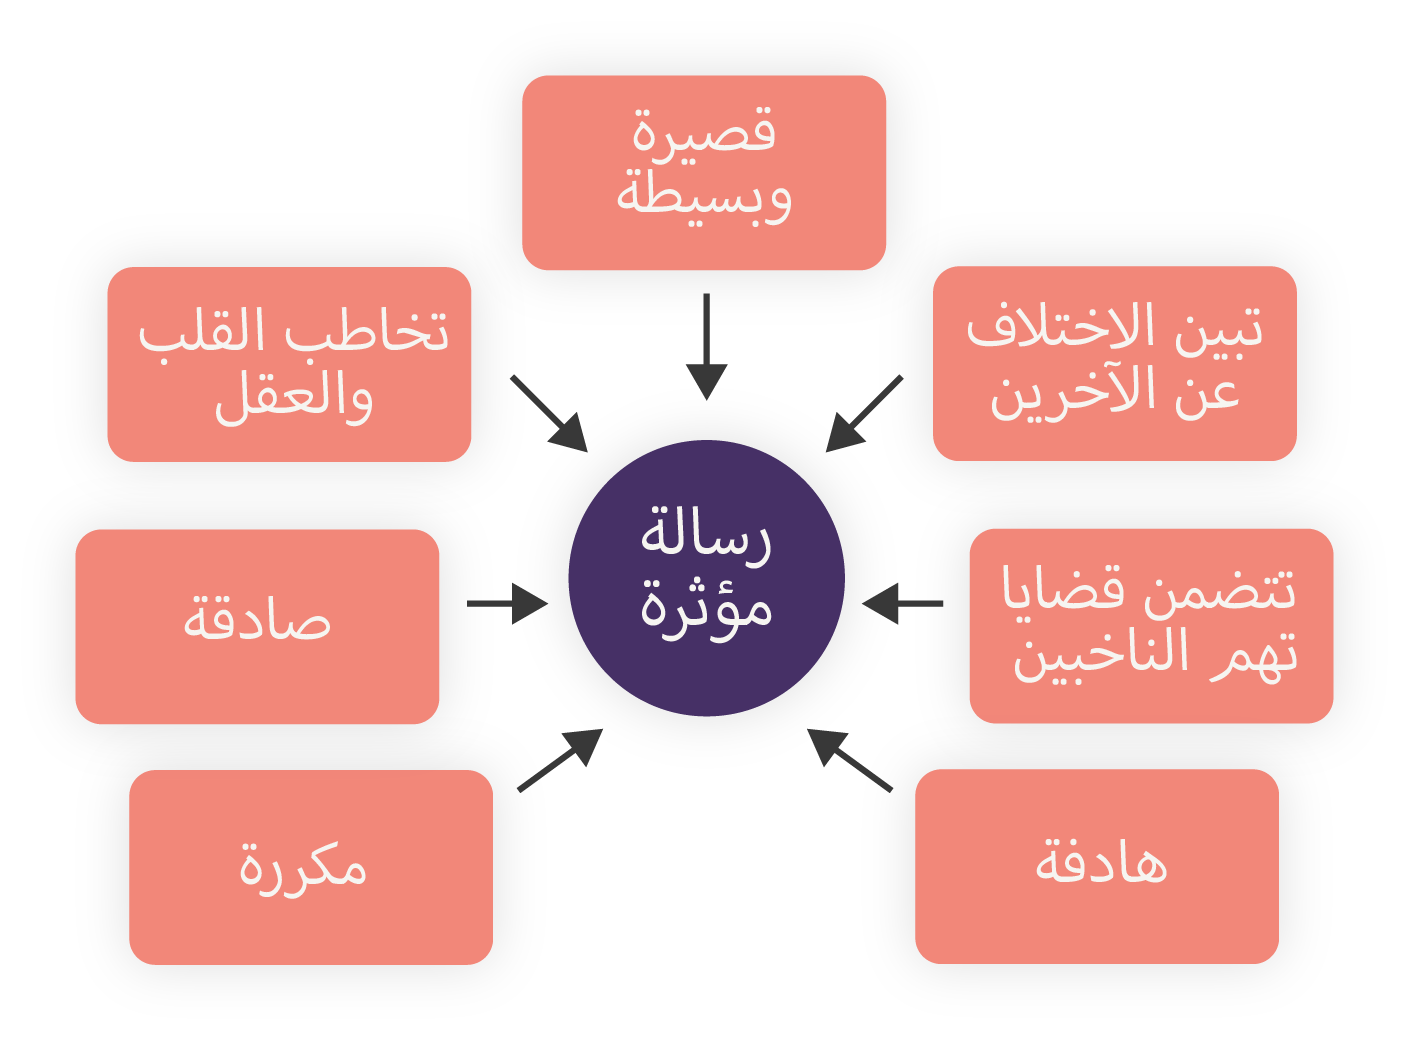 قصيرة
وبسيطة
تبين الاختلاف
عن الآخرين
تخاطب القلب
والعقل
رسالة
مؤثرة
تتضمن قضايا
تهم الناخبين
صادقة
هادفة
مكررة